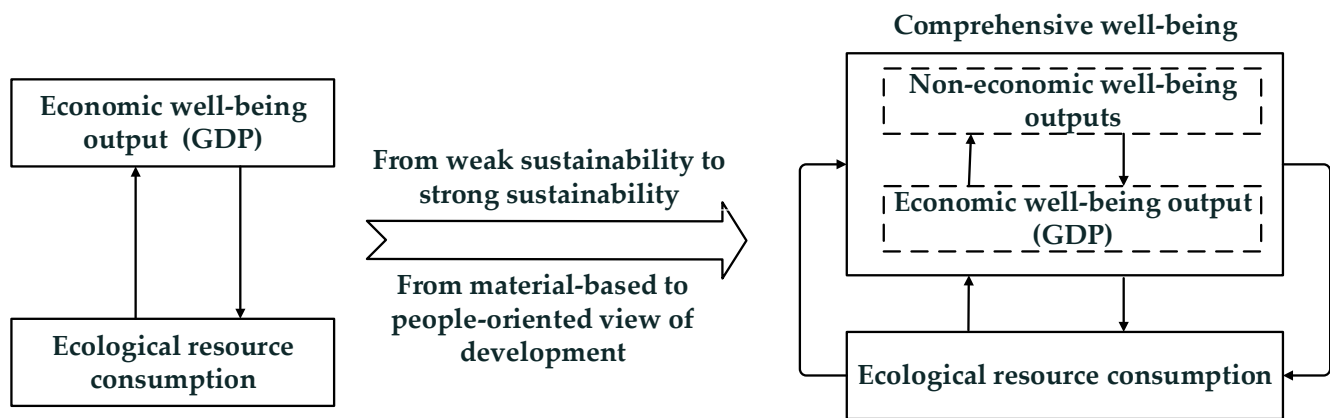 Economic well-being
output (GDP)
Ecological resource
consumption
From weak sustainability to
strong sustainability
From material-based to
people-oriented view of
development
Comprehensive well-being
Non-economic well-being
outputs
Economic well-being output
(GDP)
Ecological resource consumption